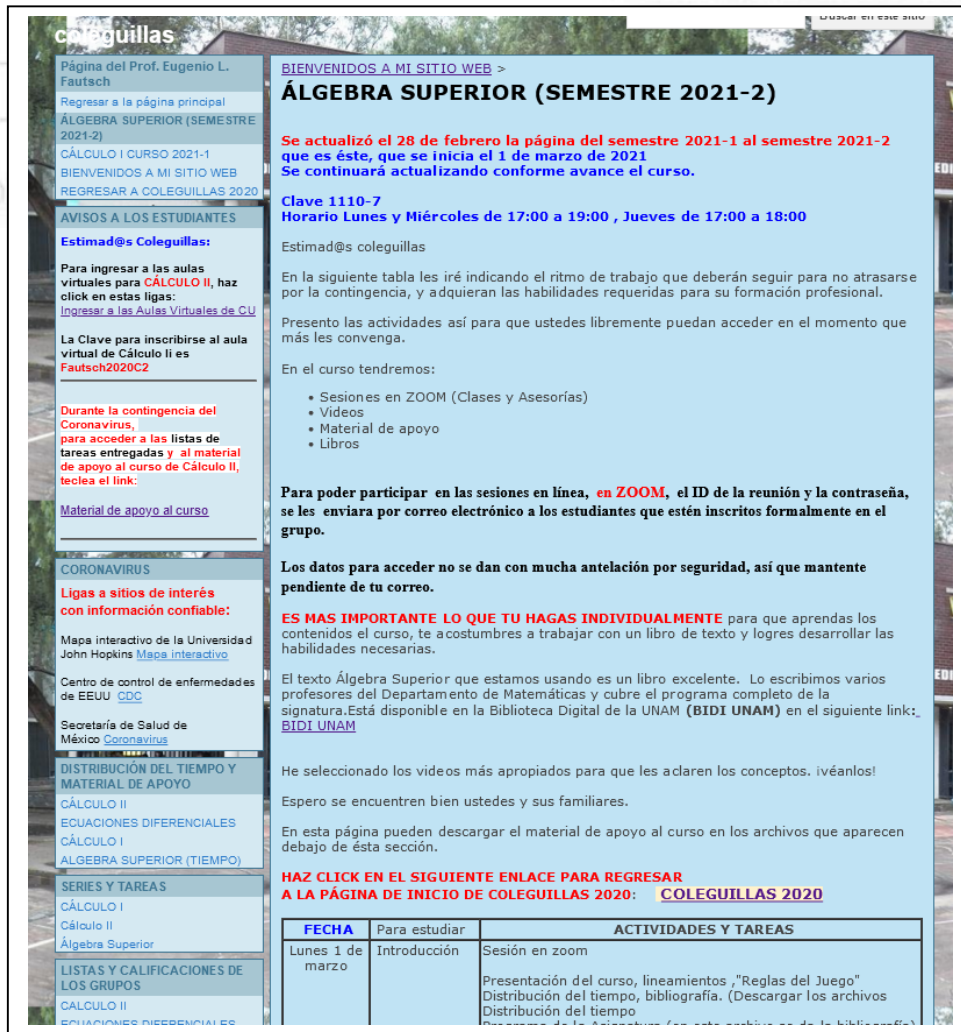 Buscar en este sitio
coleguillas
Página del Prof. Eugenio L.
Fautsch
Regresar a la página principal
ÁLGEBRA SUPERIOR (SEMESTRE
2021-2)
CÁLCULO I CURSO 2021-1
BIENVENIDOS A MI SITIO WEB
REGRESAR A COLEGUILLAS 2020
AVISOS A LOS ESTUDIANTES
Estimad@s Coleguillas:
Para ingresar a las aulas
virtuales para CÁLCULO II, haz
click en estas ligas:
Ingresar a las Aulas Virtuales de CU
La Clave para inscribirse al aula
virtual de Cálculo Ii es
Fautsch2020C2
Durante la contingencia del
Coronavirus,
para acceder a las listas de
tareas entregadas y al material
de apoyo al curso de Cálculo II,
teclea el link:
Material de apoyo al curso
CORONAVIRUS
Ligas a sitios de interés
con información confiable:
Mapa interactivo de la Universidad
John Hopkins Mapa interactivo
Centro de control de enfermedades
de EEUU CDC
Secretaría de Salud de
México Coronavirus
DISTRIBUCIÓN DEL TIEMPO Y
MATERIAL DE APOYO
CÁLCULO II
ECUACIONES DIFERENCIALES
CÁLCULO I
ALGEBRA SUPERIOR (TIEMPO)
SERIES Y TAREAS
CÁLCULO I
Cálculo II
Álgebra Superior
LISTAS Y CALIFICACIONES DE
LOS GRUPOS
CALCULO II
ECUACIONES DIFERENCIALES
BIENVENIDOS A MI SITIO WEB >
ÁLGEBRA SUPERIOR (SEMESTRE 2021-2)
Se actualizó el 28 de febrero la página del semestre 2021-1 al semestre 2021-2
que es éste, que se inicia el 1 de marzo de 2021
Se continuará actualizando conforme avance el curso.
Clave 1110-7
Horario Lunes y Miércoles de 17:00 a 19:00 , Jueves de 17:00 a 18:00
Estimad@s coleguillas
En la siguiente tabla les iré indicando el ritmo de trabajo que deberán seguir para no atrasarse
por la contingencia, y adquieran las habilidades requeridas para su formación profesional.
Presento las actividades así para que ustedes libremente puedan acceder en el momento que
más les convenga.
En el curso tendremos:
• Sesiones en ZOOM (Clases y Asesorías)
• Videos
• Material de apoyo
• Libros
Para poder participar en las sesiones en línea, en ZOOM, el ID de la reunión y la contraseña,
se les enviara por correo electrónico a los estudiantes que estén inscritos formalmente en el
grupo.
Los datos para acceder no se dan con mucha antelación por seguridad, así que mantente
pendiente de tu correo.
ES MAS IMPORTANTE LO QUE TU HAGAS INDIVIDUALMENTE para que aprendas los
contenidos el curso, te acostumbres a trabajar con un libro de texto y logres desarrollar las
habilidades necesarias.
El texto Álgebra Superior que estamos usando es un libro excelente. Lo escribimos varios
profesores del Departamento de Matemáticas y cubre el programa completo de la
signatura.Está disponible en la Biblioteca Digital de la UNAM (BIDI UNAM) en el siguiente link:
BIDI UNAM
He seleccionado los videos más apropiados para que les aclaren los conceptos. ¡véanlos!
Espero se encuentren bien ustedes y sus familiares.
En esta página pueden descargar el material de apoyo al curso en los archivos que aparecen
debajo de ésta sección.
HAZ CLICK EN EL SIGUIENTE ENLACE PARA REGRESAR
A LA PÁGINA DE INICIO DE COLEGUILLAS 2020: COLEGUILLAS 2020
FECHA Para estudiar ACTIVIDADES Y TAREAS
Lunes 1 de Introducción Sesión en zoom
marzo
Presentación del curso, lineamientos ,"Reglas del Juego"
Distribución del tiempo, bibliografía. (Descargar los archivos
Distribución del tiempo
Programa de la Asignatura (en este archivo se da la bibliografía)